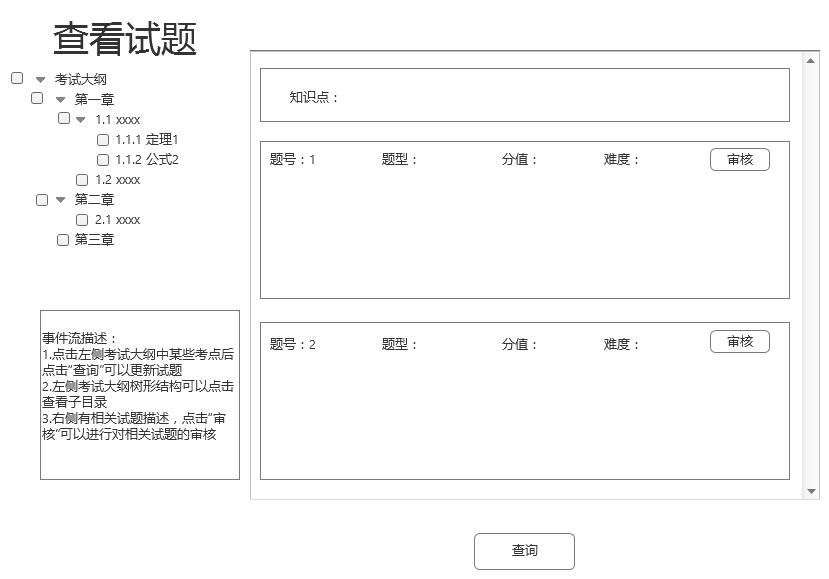 查看试题
考试大纲
第一章
1.1 xxxx
1.1.1 定理1
1.1.2 公式2
1.2 xxxx
第二章
2.1 xxxx
第三章
事件流描述：
1.点击左侧考试大纲中某些考点后
点击“查询”可以更新试题
2.左侧考试大纲树形结构可以点击
查看子目录
3.右侧有相关试题描述，点击“审
核”可以进行对相关试题的审核
知识点：
题号：1 题型： 分值： 难度： 审核
题号：2 题型： 分值： 难度： 审核
查询